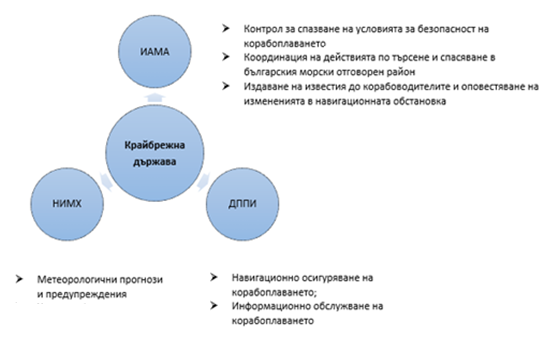 ИАМА
➢ Контрол за спазване на условията за безопасност на
корабоплаването
➢ Координация на действията по търсене и спасяване в
българския морски отговорен район
➢ Издаване на известия до корабоводителите и оповестяване на
измененията в навигационната обстановка
Крайбрежна
държава
НИМХ
ДППИ
➢ Метеорологични прогнози
и предупреждения
➢ Навигационно осигуряване на
корабоплаването;
➢ Информационно обслужване на
корабоплаването